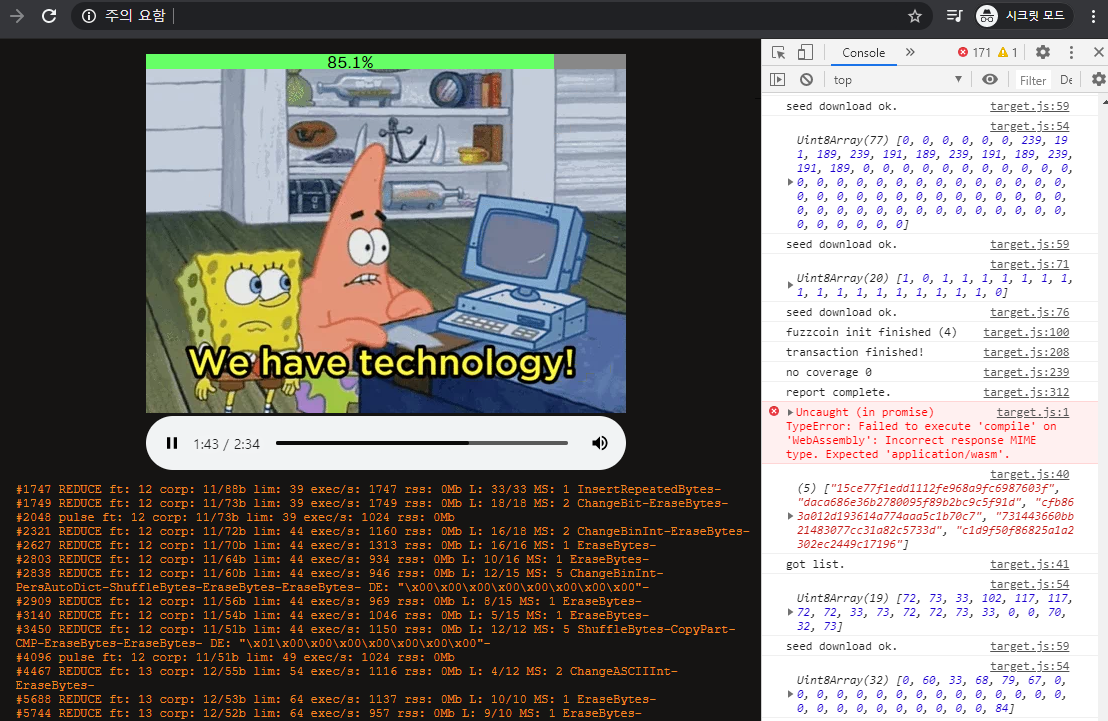 주의 요함
시크릿 모드
85.1%
We have technology!
1:43 / 2:34
#1747 REDUCE ft: 12 corp: 11/88b lim: 39 exec/s: 1747 rss: 0Mb L: 33/33 MS: 1 InsertRepeatedBytes-
#1749 REDUCE ft: 12 corp: 11/73b lim: 39 exec/s: 1749 rss: 0Mb L: 18/18 MS: 2 ChangeBit-EraseBytes-
#2048 pulse ft: 12 corp: 11/73b lim: 39 exec/s: 1024 rss: 0Mb
#2321 REDUCE ft: 12 corp: 11/72b lim: 44 exec/s: 1160 rss: 0Mb L: 16/18 MS: 2 ChangeBinInt-EraseBytes-
#2627 REDUCE ft: 12 corp: 11/70b lim: 44 exec/s: 1313 rss: 0Mb L: 16/16 MS: 1 EraseBytes-
#2803 REDUCE ft: 12 corp: 11/64b lim: 44 exec/s: 934 rss: 0Mb L: 10/16 MS: 1 EraseBytes-
#2838 REDUCE ft: 12 corp: 11/60b lim: 44 exec/s: 946 rss: 0Mb L: 12/15 MS: 5 ChangeBinInt-
PersAutoDict-ShuffleBytes-EraseBytes-EraseBytes- DE: "\x00\x00\x00\x00\x00\x00\x00\x00"-
#2909 REDUCE ft: 12 corp: 11/56b lim: 44 exec/s: 969 rss: 0Mb L: 8/15 MS: 1 EraseBytes-
#3140 REDUCE ft: 12 corp: 11/54b lim: 44 exec/s: 1046 rss: 0Mb L: 5/15 MS: 1 EraseBytes-
#3450 REDUCE ft: 12 corp: 11/51b lim: 44 exec/s: 1150 rss: 0Mb L: 12/12 MS: 5 ShuffleBytes-CopyPart-
CMP-EraseBytes-EraseBytes- DE: "\x01\x00\x00\x00\x00\x00\x00\x00"-
#4096 pulse ft: 12 corp: 11/51b lim: 49 exec/s: 1024 rss: 0Mb
#4467 REDUCE ft: 13 corp: 12/55b lim: 54 exec/s: 1116 rss: 0Mb L: 4/12 MS: 2 ChangeASCIIInt-
EraseBytes-
#5688 REDUCE ft: 13 corp: 12/53b lim: 64 exec/s: 1137 rss: 0Mb L: 10/10 MS: 1 EraseBytes-
#5744 REDUCE ft: 13 corp: 12/52b lim: 64 exec/s: 957 rss: 0Mb L: 9/10 MS: 1 EraseBytes-
Console » 171 1
top Filter De
seed download ok. target.js:59
target.js:54
Uint8Array(77) [0, 0, 0, 0, 0, 0, 239, 19
1, 189, 239, 191, 189, 239, 191, 189, 239,
191, 189, 0, 0, 0, 0, 0, 0, 0, 0, 0, 0, 0,
0, 0, 0, 0, 0, 0, 0, 0, 0, 0, 0, 0, 0, 0,
0, 0, 0, 0, 0, 0, 0, 0, 0, 0, 0, 0, 0, 0,
0, 0, 0, 0, 0, 0, 0, 0, 0, 0, 0, 0, 0, 0,
0, 0, 0, 0, 0, 0]
seed download ok. target.js:59
target.js:71
Uint8Array(20) [1, 0, 1, 1, 1, 1, 1, 1, 1,
1, 1, 1, 1, 1, 1, 1, 1, 1, 1, 0]
seed download ok. target.js:76
fuzzcoin init finished (4) target.js:100
transaction finished! target.js:208
no coverage 0 target.js:239
report complete. target.js:312
Uncaught (in promise) target.js:1
TypeError: Failed to execute 'compile' on
'WebAssembly': Incorrect response MIME
type. Expected 'application/wasm'.
target.js:40
(5) ["15ce77f1edd1112fe968a9fc6987603f",
"daca686e36b2780095f89b2bc9c5f91d", "cfb86
3a012d193614a774aaa5c1b70c7", "731443660bb
21483077cc31a82c5733d", "c1d9f50f86825a1a2
302ec2449c17196"]
got list. target.js:41
target.js:54
Uint8Array(19) [72, 73, 33, 102, 117, 117,
72, 72, 33, 73, 72, 72, 73, 33, 0, 0, 70,
32, 73]
seed download ok. target.js:59
target.js:54
Uint8Array(32) [0, 60, 33, 68, 79, 67, 0,
0, 0, 0, 0, 0, 0, 0, 0, 0, 0, 0, 0, 0, 0,
0, 0, 0, 0, 0, 0, 0, 0, 0, 0, 84]